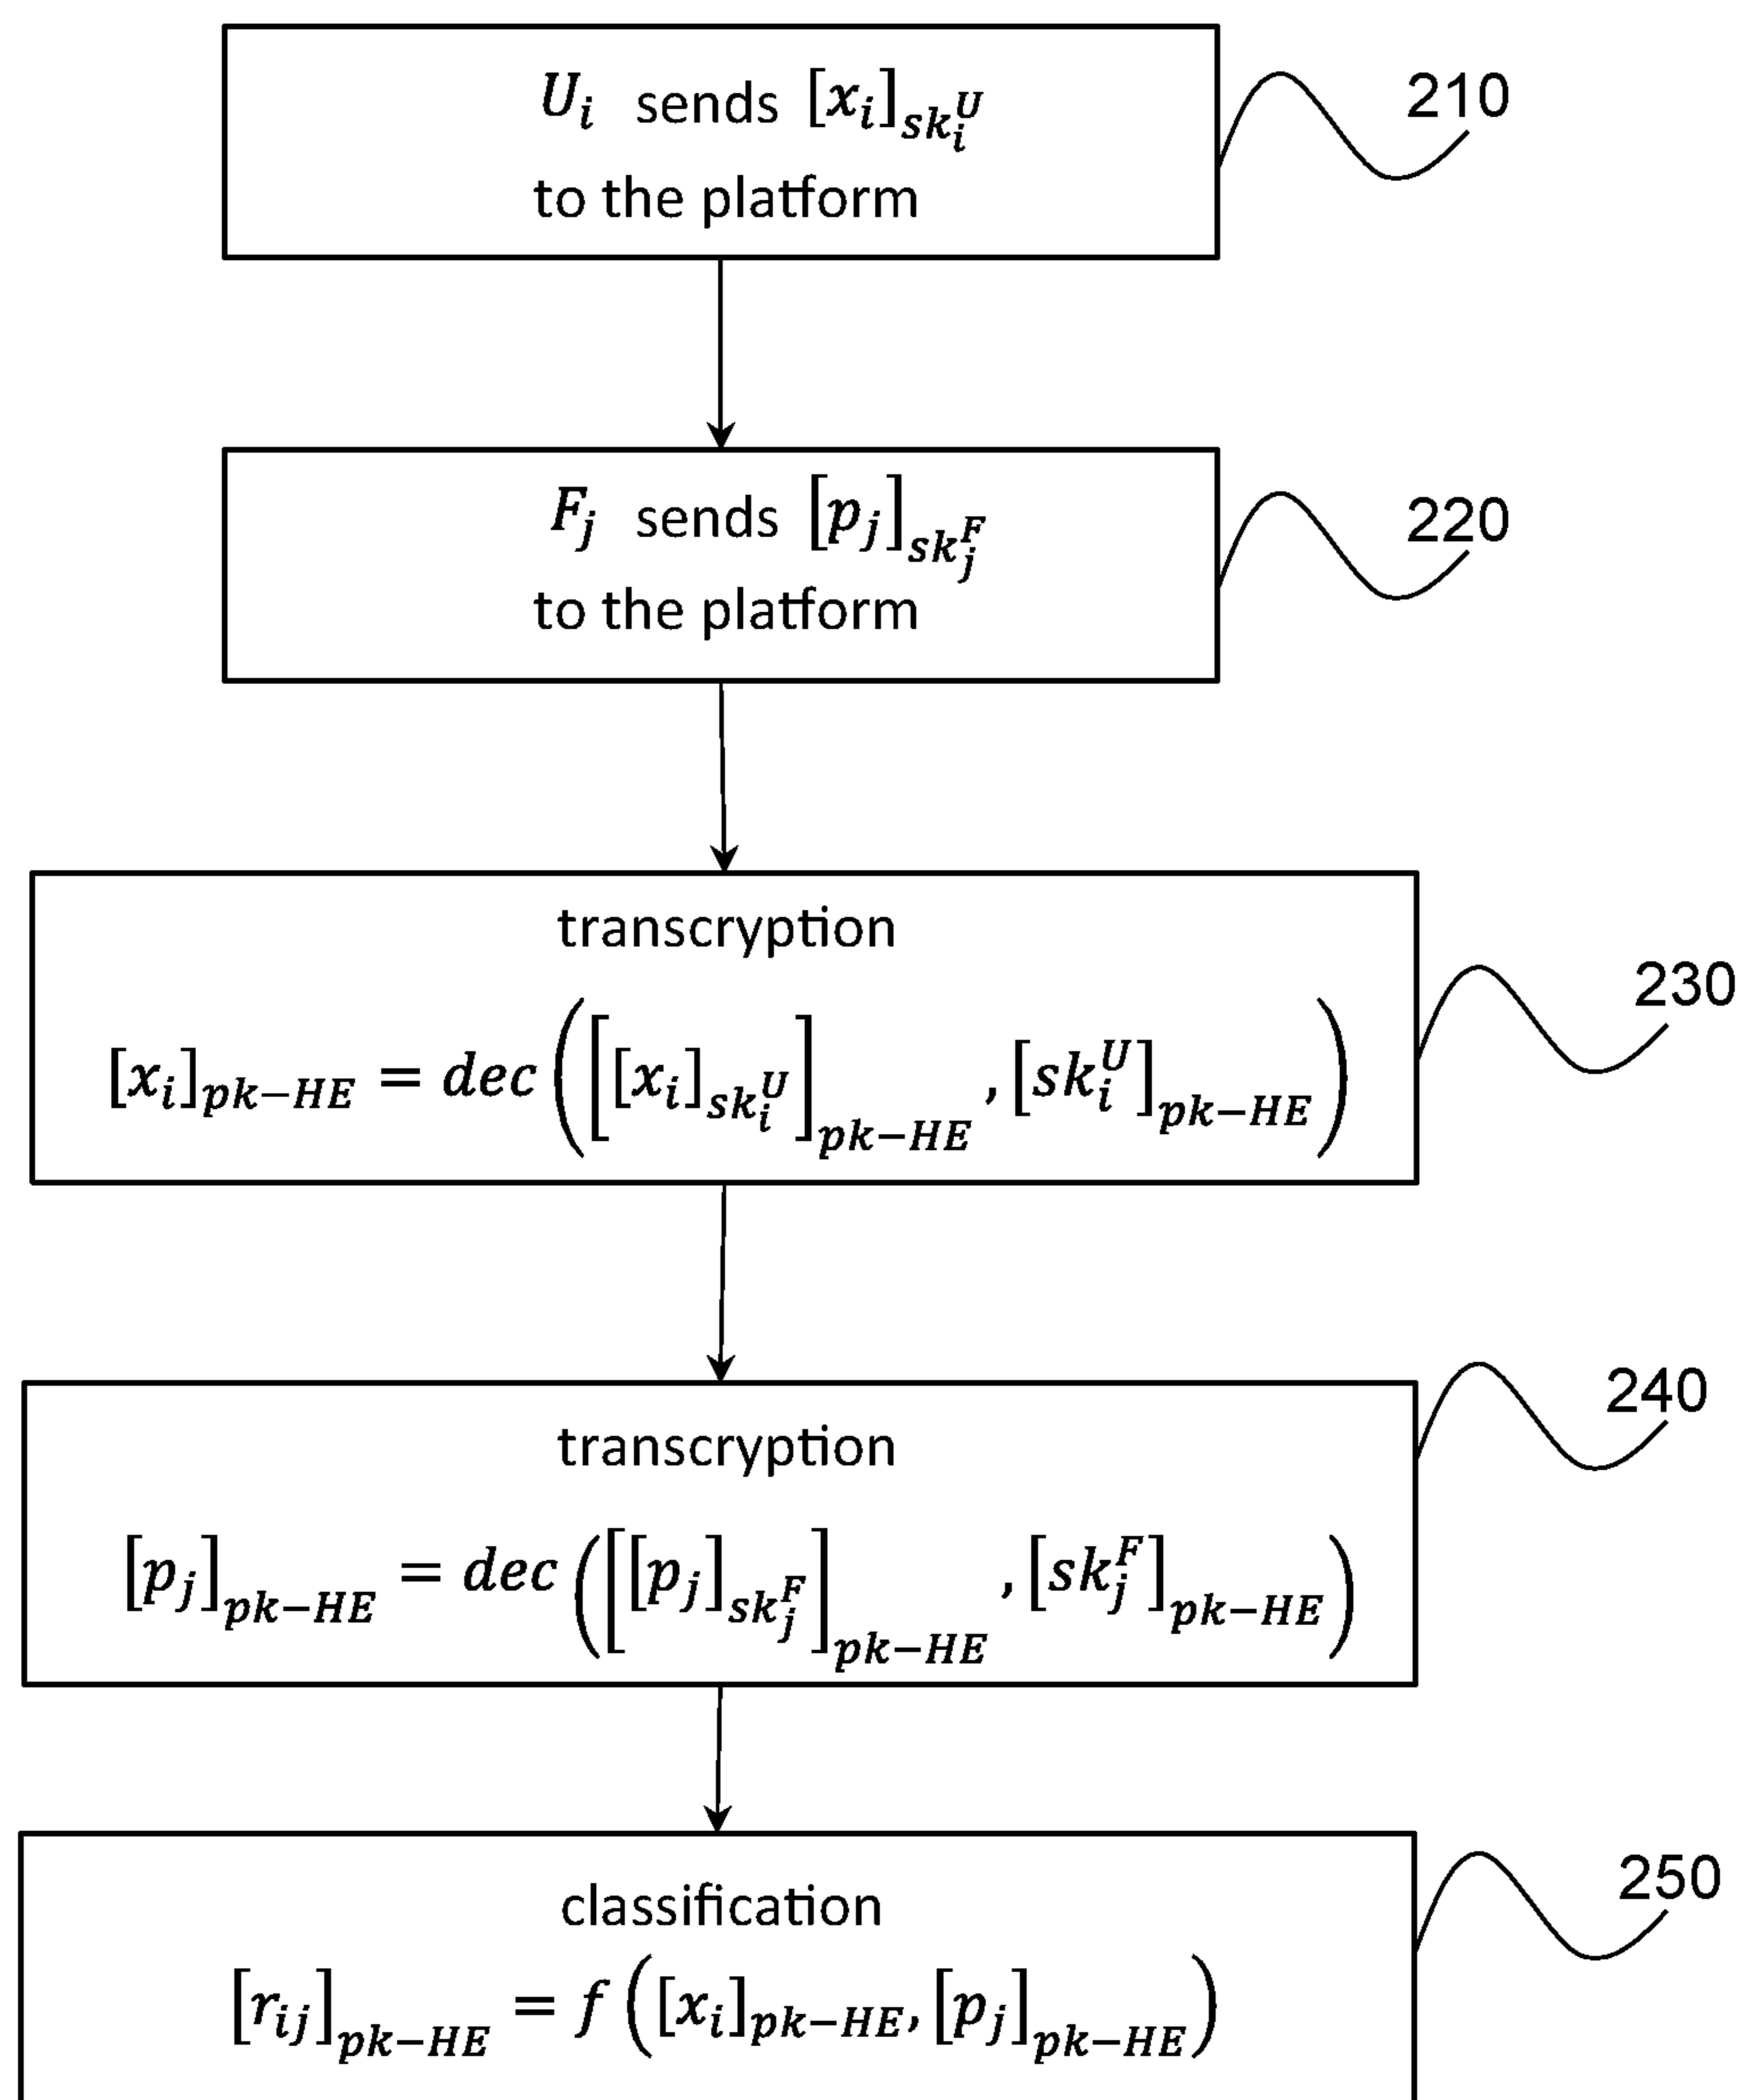 U_i sends [x_i]_{sk_i^U}
to the platform
210
F_j sends [p_j]_{sk_j^F}
to the platform
220
transcryption
[x_i]_{pk-HE} = dec([[x_i]_{sk_i^U}]_{pk-HE}, [sk_i^U]_{pk-HE})
230
transcryption
[p_j]_{pk-HE} = dec([[p_j]_{sk_j^F}]_{pk-HE}, [sk_j^F]_{pk-HE})
240
classification
[r_{ij}]_{pk-HE} = f([x_i]_{pk-HE}, [p_j]_{pk-HE})
250